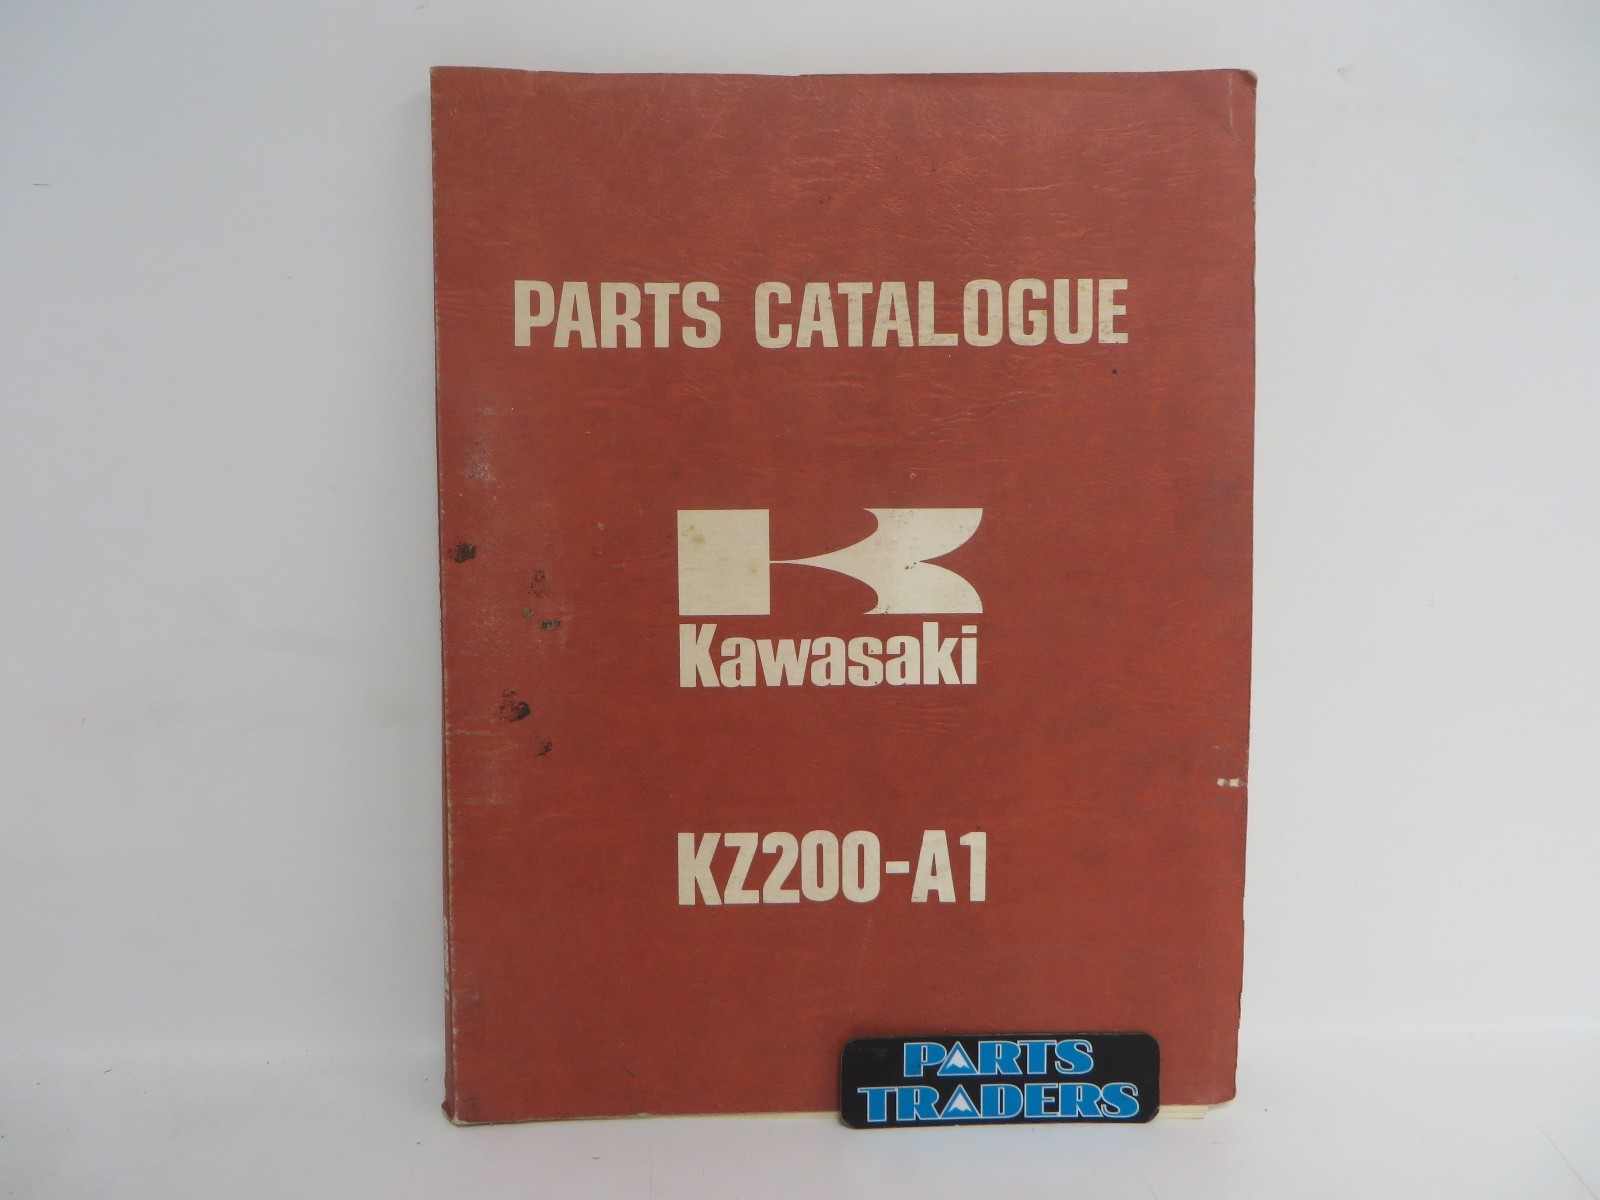 PARTS CATALOGUE
Kawasaki
KZ200-A1
PARTS
TRADERS